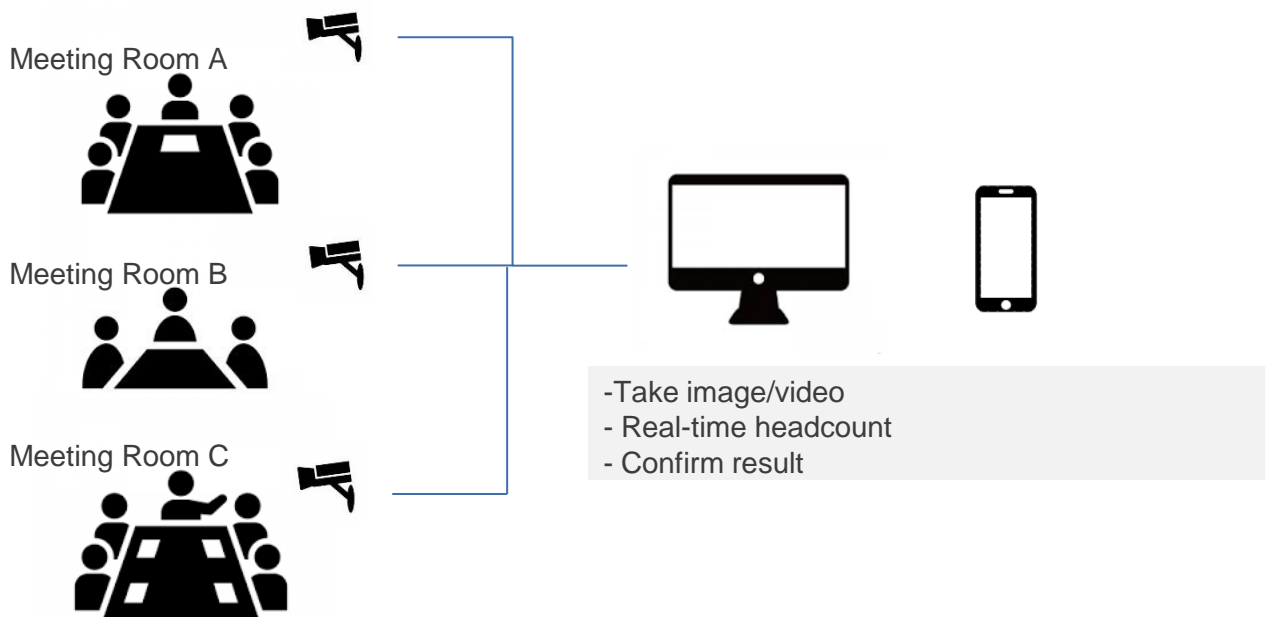 Meeting Room A
Meeting Room B
Meeting Room C
-Take image/video
- Real-time headcount
- Confirm result